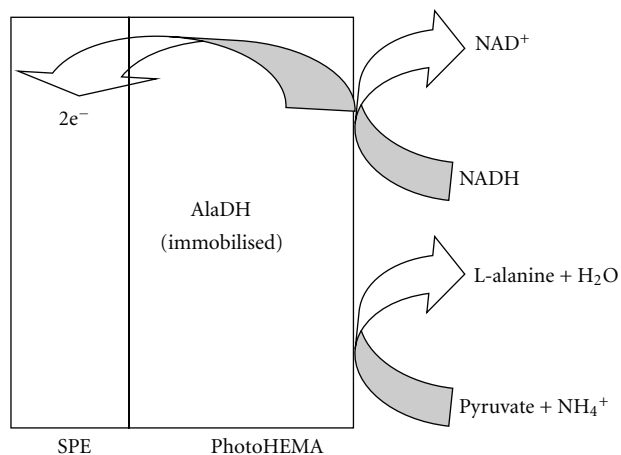 NAD⁺
2e⁻
NADH
AlaDH
(immobilised)
L-alanine + H₂O
Pyruvate + NH₄⁺
SPE PhotoHEMA